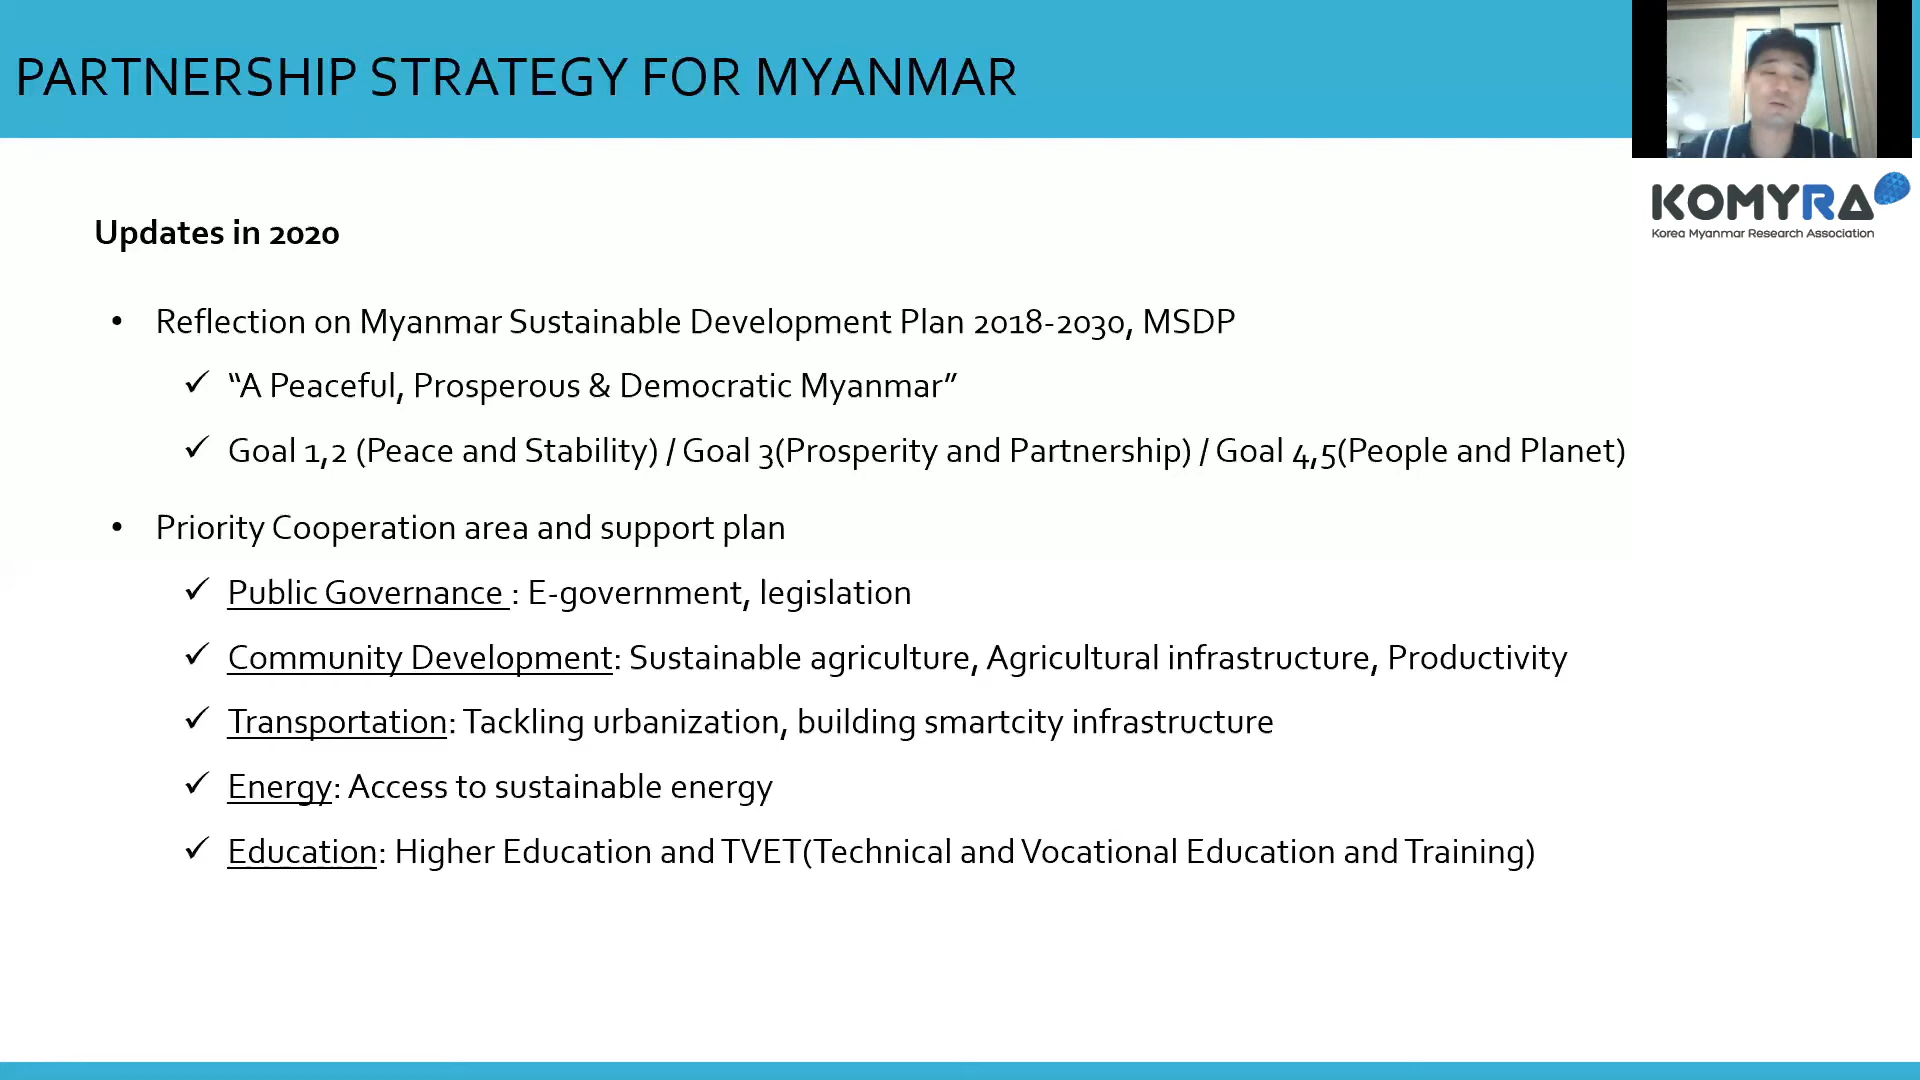 PARTNERSHIP STRATEGY FOR MYANMAR
KOMYRA
Korea Myanmar Research Association
Updates in 2020
• Reflection on Myanmar Sustainable Development Plan 2018-2030, MSDP
✓ “A Peaceful, Prosperous & Democratic Myanmar”
✓ Goal 1,2 (Peace and Stability) / Goal 3(Prosperity and Partnership) / Goal 4,5(People and Planet)
• Priority Cooperation area and support plan
✓ Public Governance : E-government, legislation
✓ Community Development: Sustainable agriculture, Agricultural infrastructure, Productivity
✓ Transportation: Tackling urbanization, building smartcity infrastructure
✓ Energy: Access to sustainable energy
✓ Education: Higher Education and TVET(Technical and Vocational Education and Training)